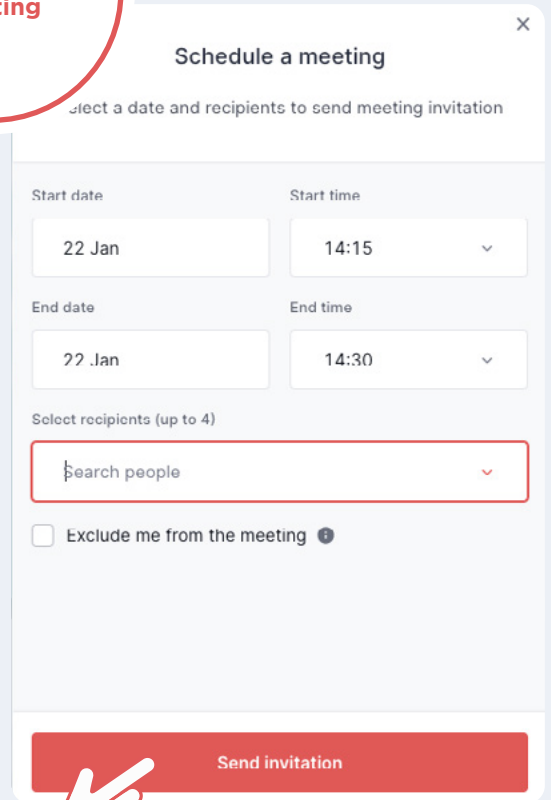 Schedule a meeting
elect a date and recipients to send meeting invitation
Start date Start time
22 Jan 14:15
End date End time
22 Jan 14:30
Select recipients (up to 4)
Search people
Exclude me from the meeting
Send invitation